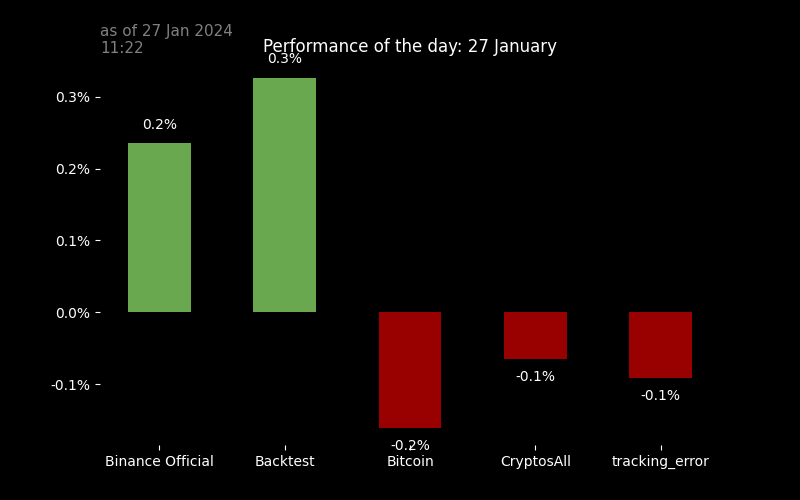 as of 27 Jan 2024
11:22
Performance of the day: 27 January
0.3%
0.3%
0.2%
0.2%
0.1%
0.0%
-0.1%
-0.1%
-0.1%
-0.2%
Binance Official
Backtest
Bitcoin
CryptosAll
tracking_error